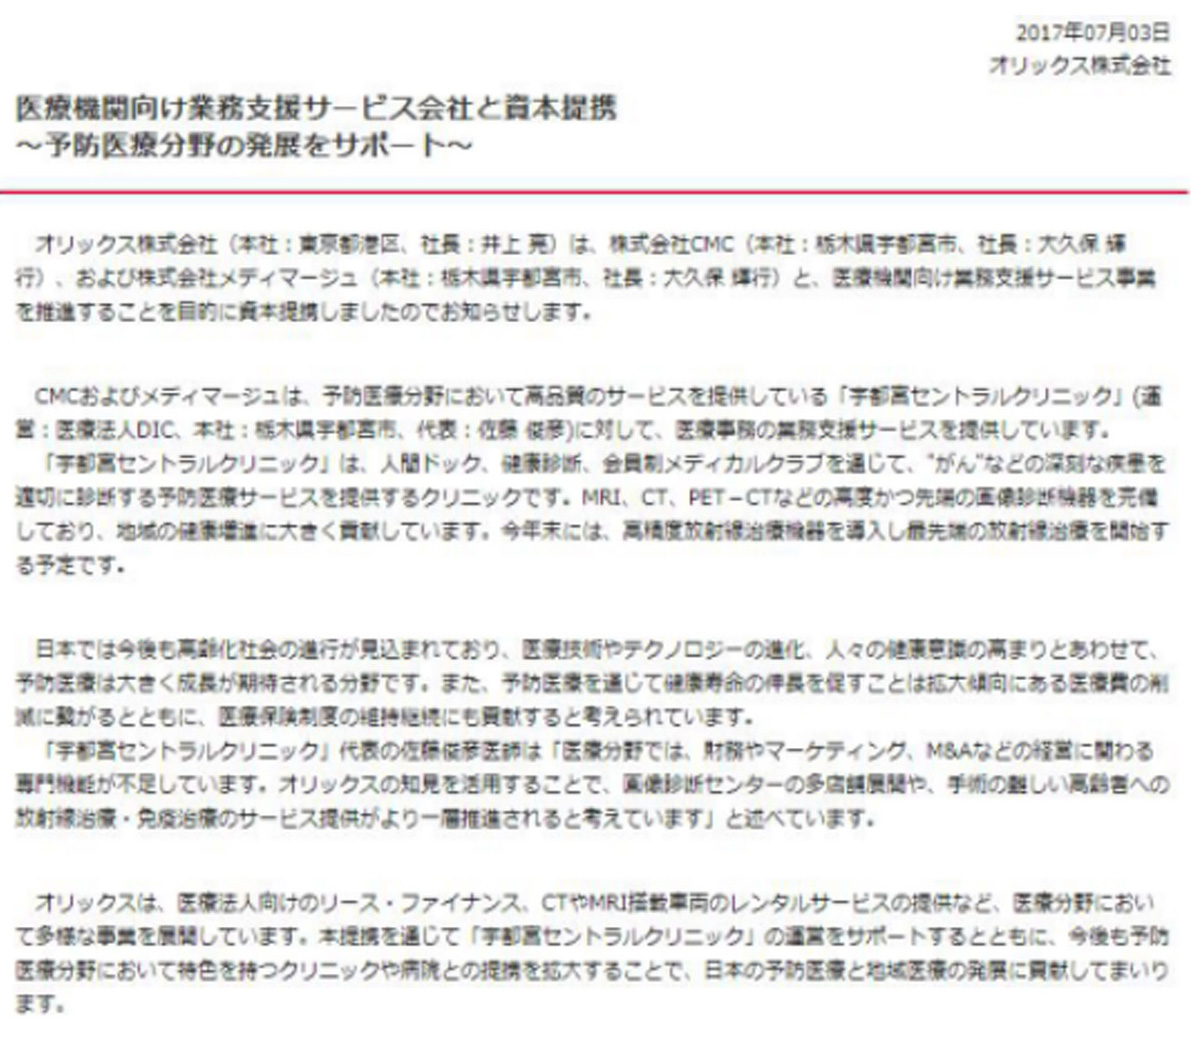 2017年07月03日
オリックス株式会社
医療機関向け業務支援サービス会社と資本提携
～予防医療分野の発展をサポート～
オリックス株式会社（本社：東京都港区、社長：井上 亮）は、株式会社CMC（本社：栃木県宇都宮市、社長：大久保 輝
行）、および株式会社メディマージュ（本社：栃木県宇都宮市、社長：大久保 輝行）と、医療機関向け業務支援サービス事業
を推進することを目的に資本提携しましたのでお知らせします。
CMCおよびメディマージュは、予防医療分野において高品質のサービスを提供している「宇都宮セントラルクリニック」(運
営：医療法人DIC、本社：栃木県宇都宮市、代表：佐藤 俊彦)に対して、医療事務の業務支援サービスを提供しています。
「宇都宮セントラルクリニック」は、人間ドック、健康診断、会員制メディカルクラブを通じて、"がん"などの深刻な疾患を
適切に診断する予防医療サービスを提供するクリニックです。MRI、CT、PET－CTなどの高度かつ先端の画像診断機器を完備
しており、地域の健康増進に大きく貢献しています。今年末には、高精度放射線治療機器を導入し最先端の放射線治療を開始す
る予定です。
日本では今後も高齢化社会の進行が見込まれており、医療技術やテクノロジーの進化、人々の健康意識の高まりとあわせて、
予防医療は大きく成長が期待される分野です。また、予防医療を通じて健康寿命の伸長を促すことは拡大傾向にある医療費の削
減に繋がるとともに、医療保険制度の維持継続にも貢献すると考えられています。
「宇都宮セントラルクリニック」代表の佐藤俊彦医師は「医療分野では、財務やマーケティング、M&Aなどの経営に関わる
専門機能が不足しています。オリックスの知見を活用することで、画像診断センターの多店舗展開や、手術の難しい高齢者への
放射線治療・免疫治療のサービス提供がより一層推進されると考えています」と述べています。
オリックスは、医療法人向けのリース・ファイナンス、CTやMRI搭載車両のレンタルサービスの提供など、医療分野におい
て多様な事業を展開しています。本提携を通じて「宇都宮セントラルクリニック」の運営をサポートするとともに、今後も予防
医療分野において特色を持つクリニックや病院との提携を拡大することで、日本の予防医療と地域医療の発展に貢献してまいり
ます。